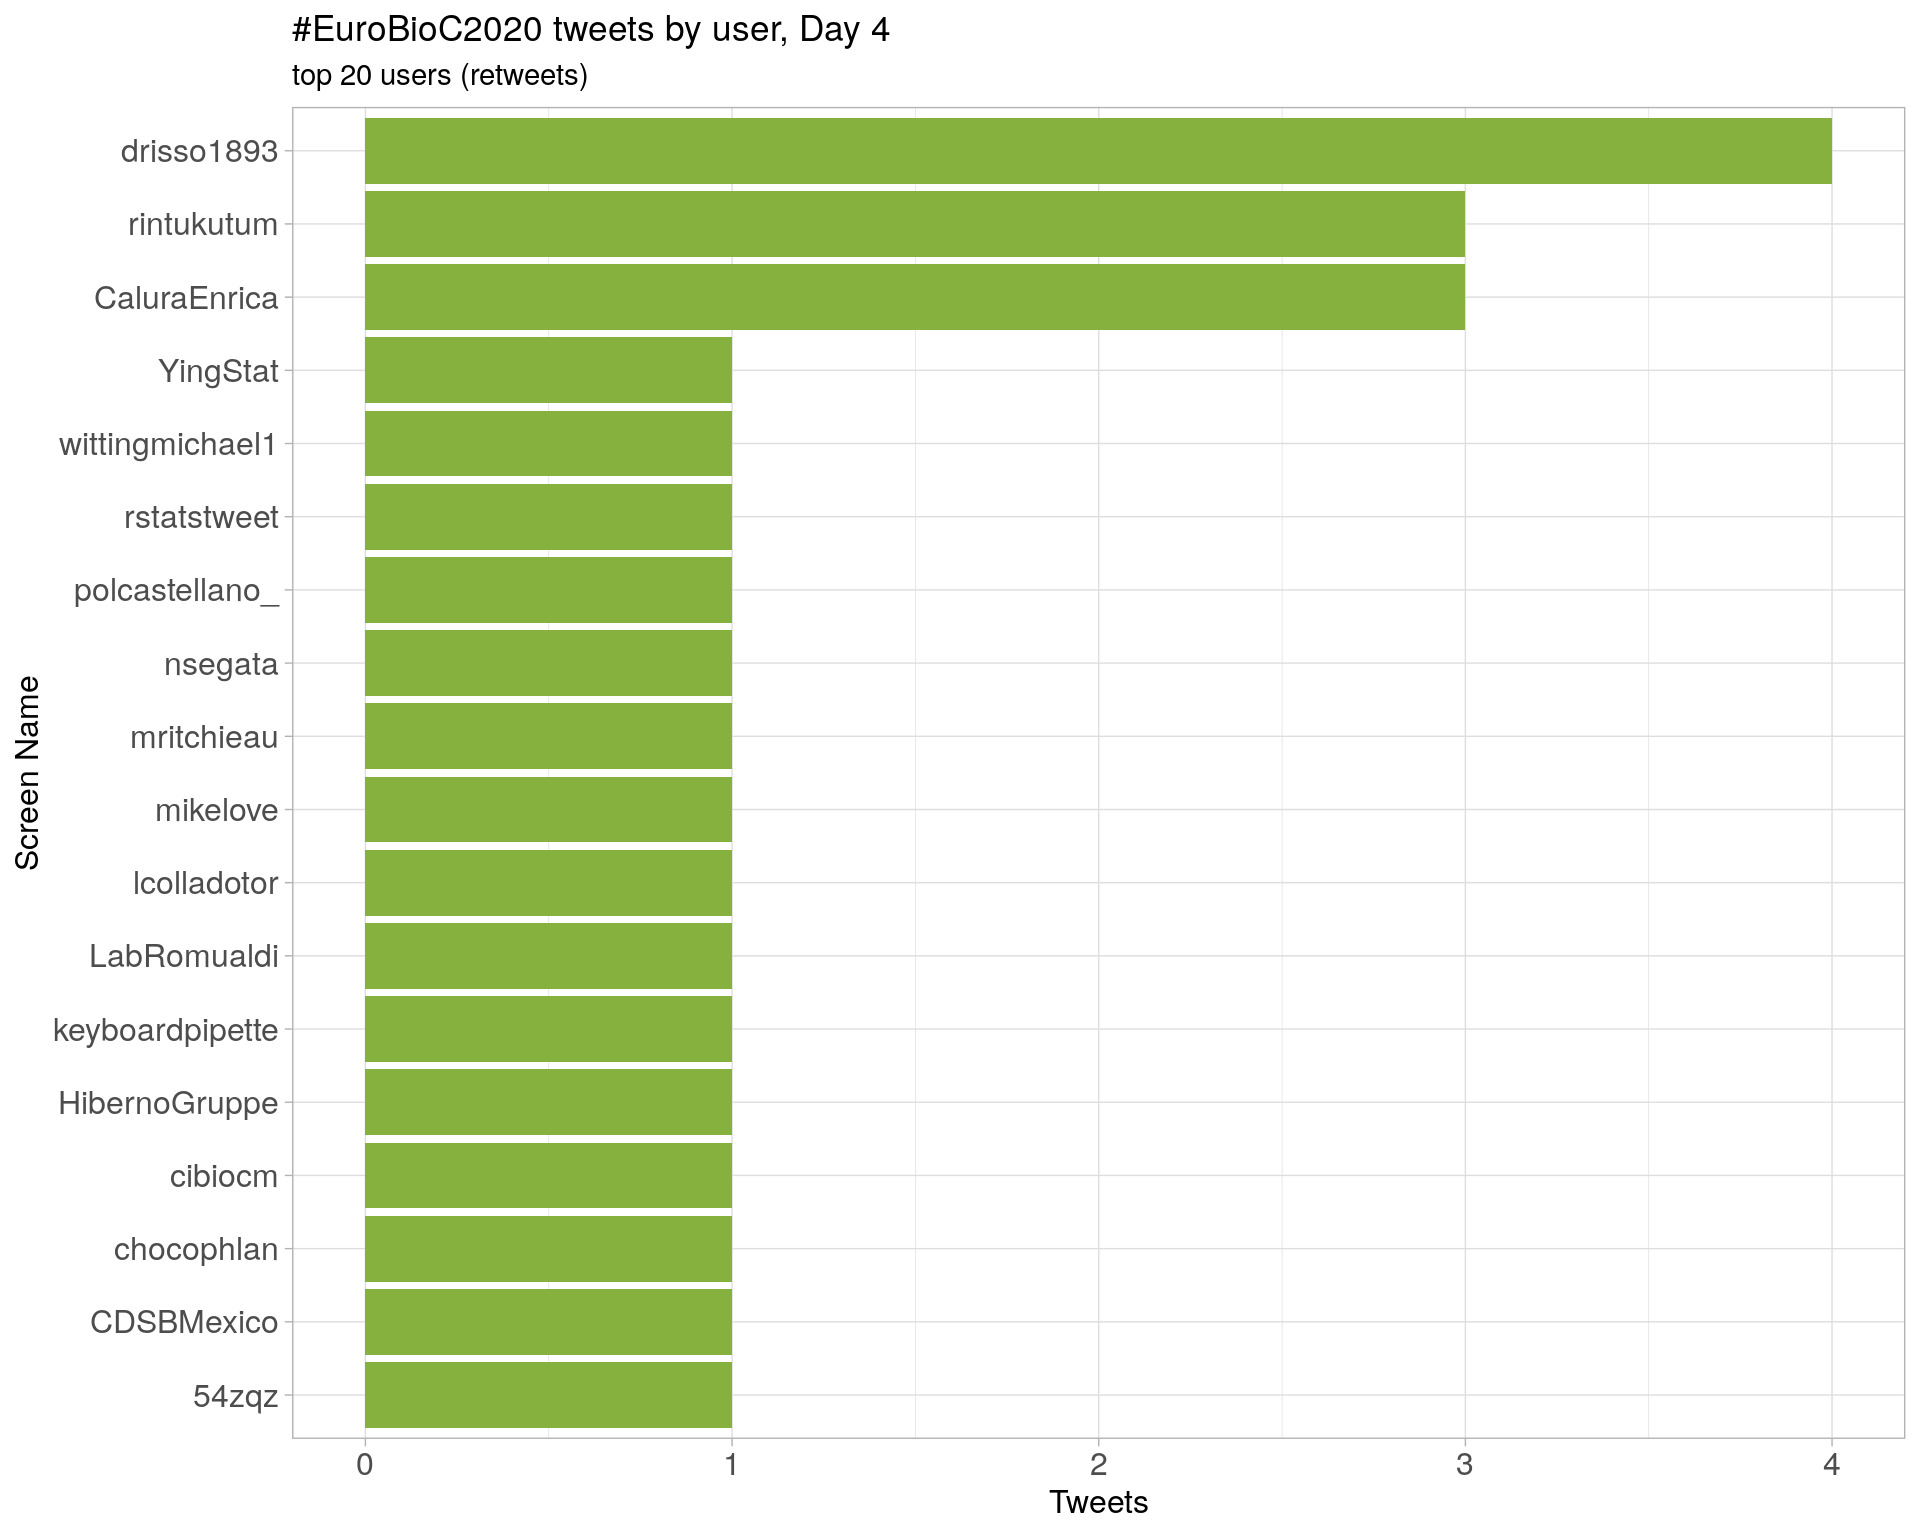 #EuroBioC2020 tweets by user, Day 4
top 20 users (retweets)
drisso1893
rintukutum
CaluraEnrica
YingStat
wittingmichael1
rstatstweet
polcastellano_
nsegata
mritchieau
mikelove
lcolladotor
LabRomualdi
keyboardpipette
HibernoGruppe
cibiocm
chocophlan
CDSBMexico
54zqz
Screen Name
0 1 2 3 4
Tweets